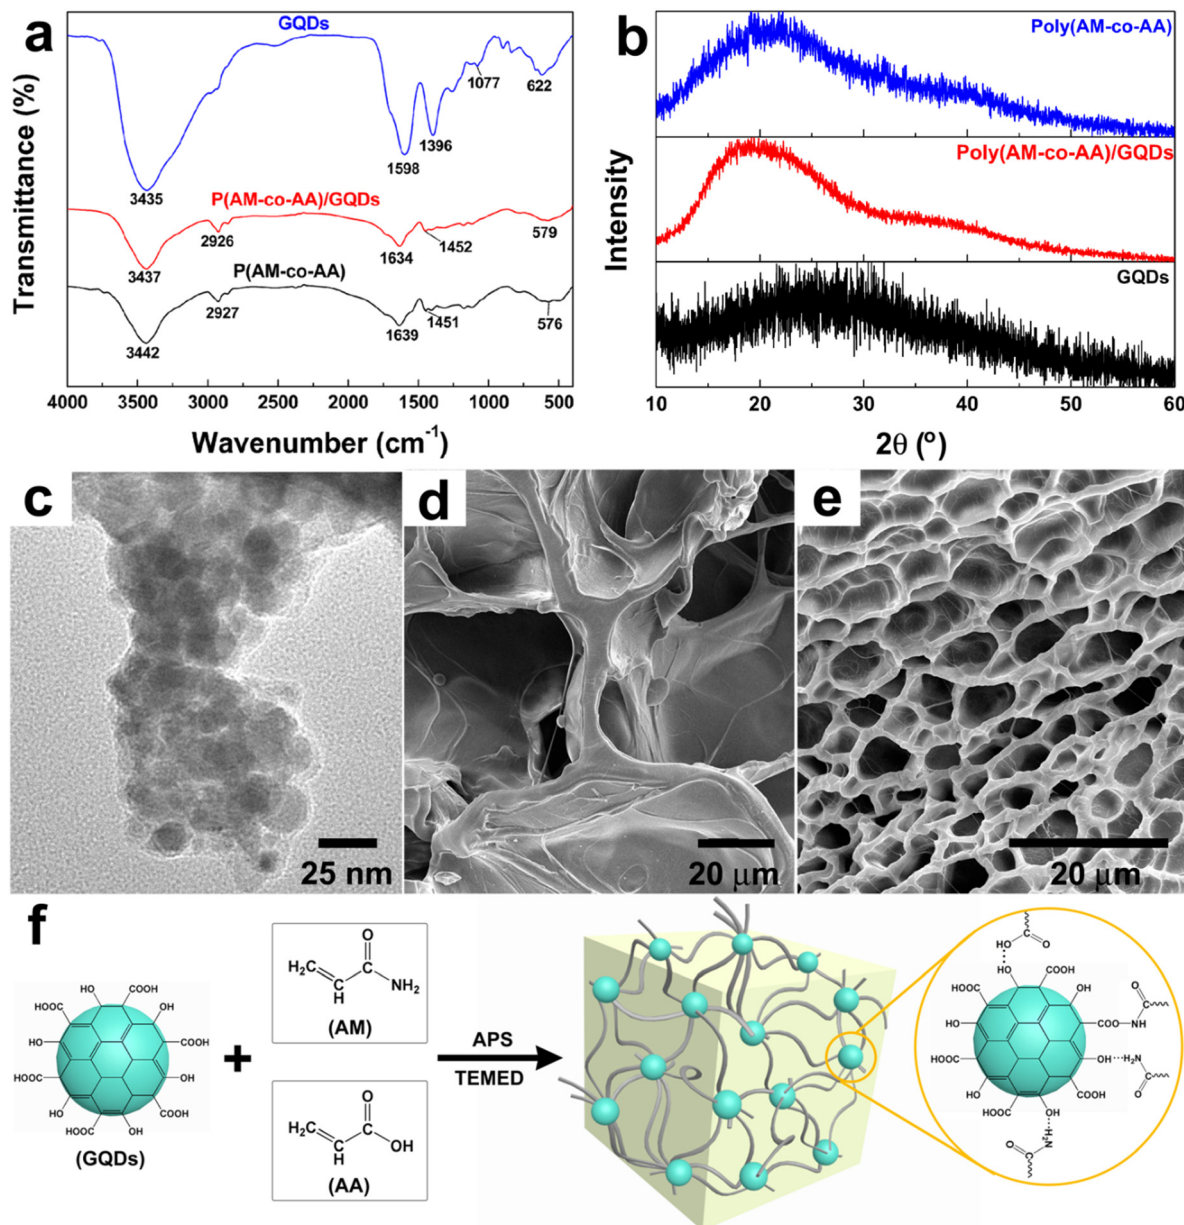 a
GQDs
1077
622
1396
1598
3435
P(AM-co-AA)/GQDs
2926
1452
579
1634
3437
P(AM-co-AA)
2927
1451
576
1639
3442
Transmittance (%)
4000 3500 3000 2500 2000 1500 1000 500
Wavenumber (cm⁻¹)
b
Poly(AM-co-AA)
Poly(AM-co-AA)/GQDs
GQDs
Intensity
10 20 30 40 50 60
2θ (°)
c
25 nm
d
20 μm
e
20 μm
f
HO COOH
HOOC OH
HO COOH
HOOC OH
HO COOH
HOOC OH
(GQDs)
+
O
H₂C
C
H
NH₂
(AM)
O
H₂C
C
H
OH
(AA)
APS
TEMED
HO C O
HO COOH
HOOC OH
HO COO NH C O
HOOC OH H₂N C O
HO COOH
HOOC OH
H₂N
O C